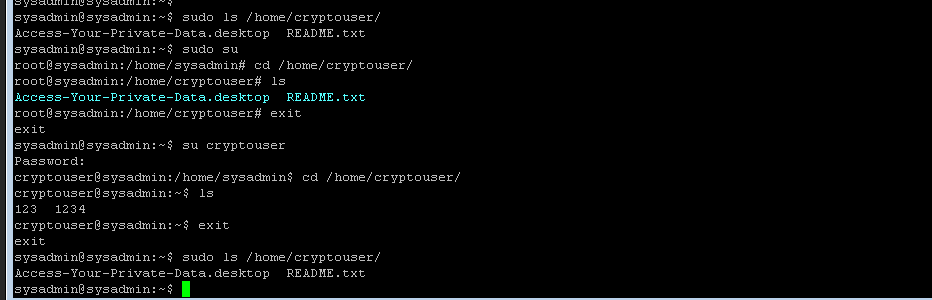 sysadmin@sysadmin:~$
sysadmin@sysadmin:~$ sudo ls /home/cryptouser/
Access-Your-Private-Data.desktop  README.txt
sysadmin@sysadmin:~$ sudo su
root@sysadmin:/home/sysadmin# cd /home/cryptouser/
root@sysadmin:/home/cryptouser# ls
Access-Your-Private-Data.desktop  README.txt
root@sysadmin:/home/cryptouser# exit
exit
sysadmin@sysadmin:~$ su cryptouser
Password:
cryptouser@sysadmin:/home/sysadmin$ cd /home/cryptouser/
cryptouser@sysadmin:~$ ls
123  1234
cryptouser@sysadmin:~$ exit
exit
sysadmin@sysadmin:~$ sudo ls /home/cryptouser/
Access-Your-Private-Data.desktop  README.txt
sysadmin@sysadmin:~$